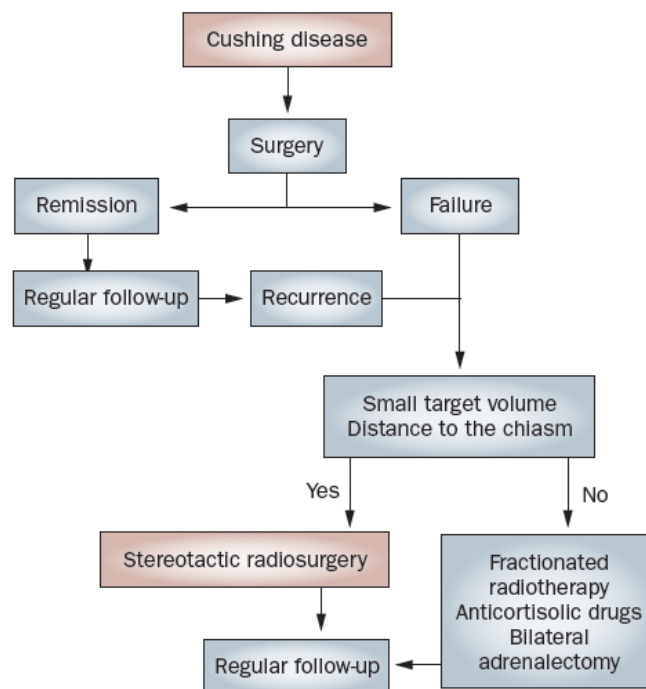 Cushing disease
Surgery
Remission
Failure
Regular follow-up
Recurrence
Small target volume
Distance to the chiasm
Yes
No
Stereotactic radiosurgery
Fractionated
radiotherapy
Anticortisolic drugs
Bilateral
adrenalectomy
Regular follow-up